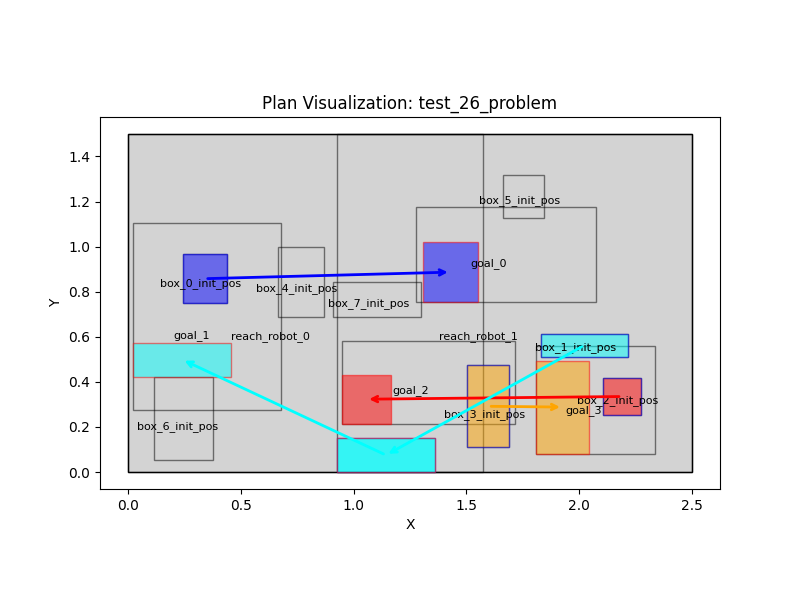 Plan Visualization: test_26_problem
1.4
1.2
1.0
0.8
0.6
0.4
0.2
0.0
Y
box_5_init_pos
goal_0
box_0_init_pos
box_4_init_pos
box_7_init_pos
goal_1
reach_robot_0
reach_robot_1
box_1_init_pos
goal_2
box_2_init_pos
box_3_init_pos
goal_3
box_6_init_pos
0.0
0.5
1.0
1.5
2.0
2.5
X